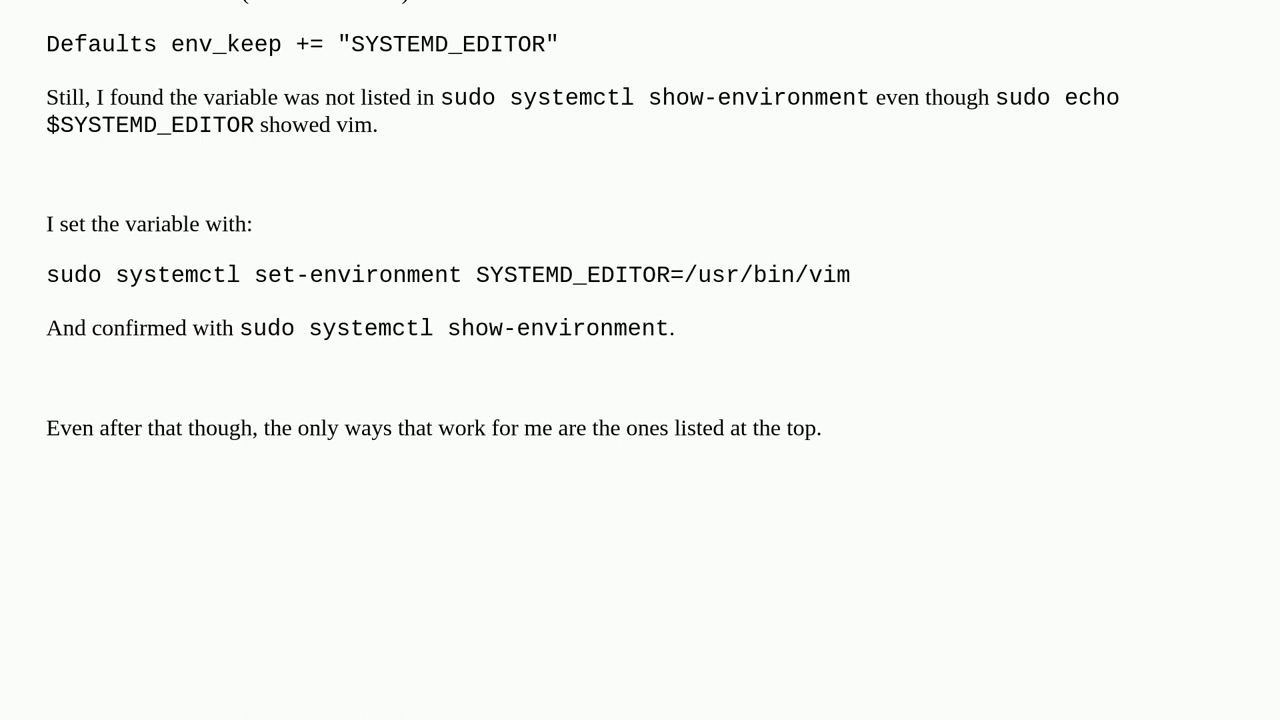 Defaults env_keep += "SYSTEMD_EDITOR"
Still, I found the variable was not listed in sudo systemctl show-environment even though sudo echo
$SYSTEMD_EDITOR showed vim.
I set the variable with:
sudo systemctl set-environment SYSTEMD_EDITOR=/usr/bin/vim
And confirmed with sudo systemctl show-environment.
Even after that though, the only ways that work for me are the ones listed at the top.